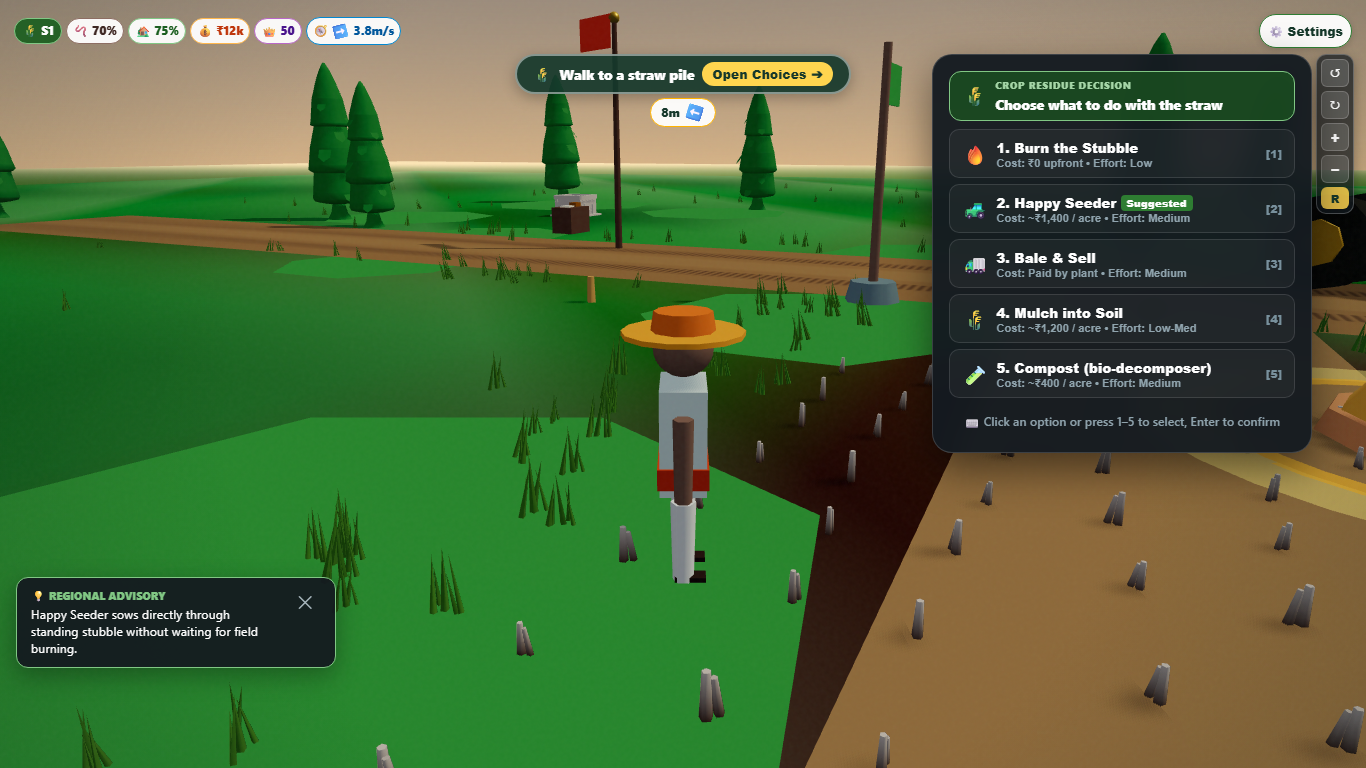 S1
70%
75%
₹12k
50
3.8m/s
Settings
Walk to a straw pile
Open Choices →
8m
CROP RESIDUE DECISION
Choose what to do with the straw
1. Burn the Stubble
Cost: ₹0 upfront • Effort: Low
[1]
2. Happy Seeder Suggested
Cost: ~₹1,400 / acre • Effort: Medium
[2]
3. Bale & Sell
Cost: Paid by plant • Effort: Medium
[3]
4. Mulch into Soil
Cost: ~₹1,200 / acre • Effort: Low-Med
[4]
5. Compost (bio-decomposer)
Cost: ~₹400 / acre • Effort: Medium
[5]
Click an option or press 1–5 to select, Enter to confirm
↺
↻
+
−
R
REGIONAL ADVISORY
Happy Seeder sows directly through
standing stubble without waiting for field
burning.